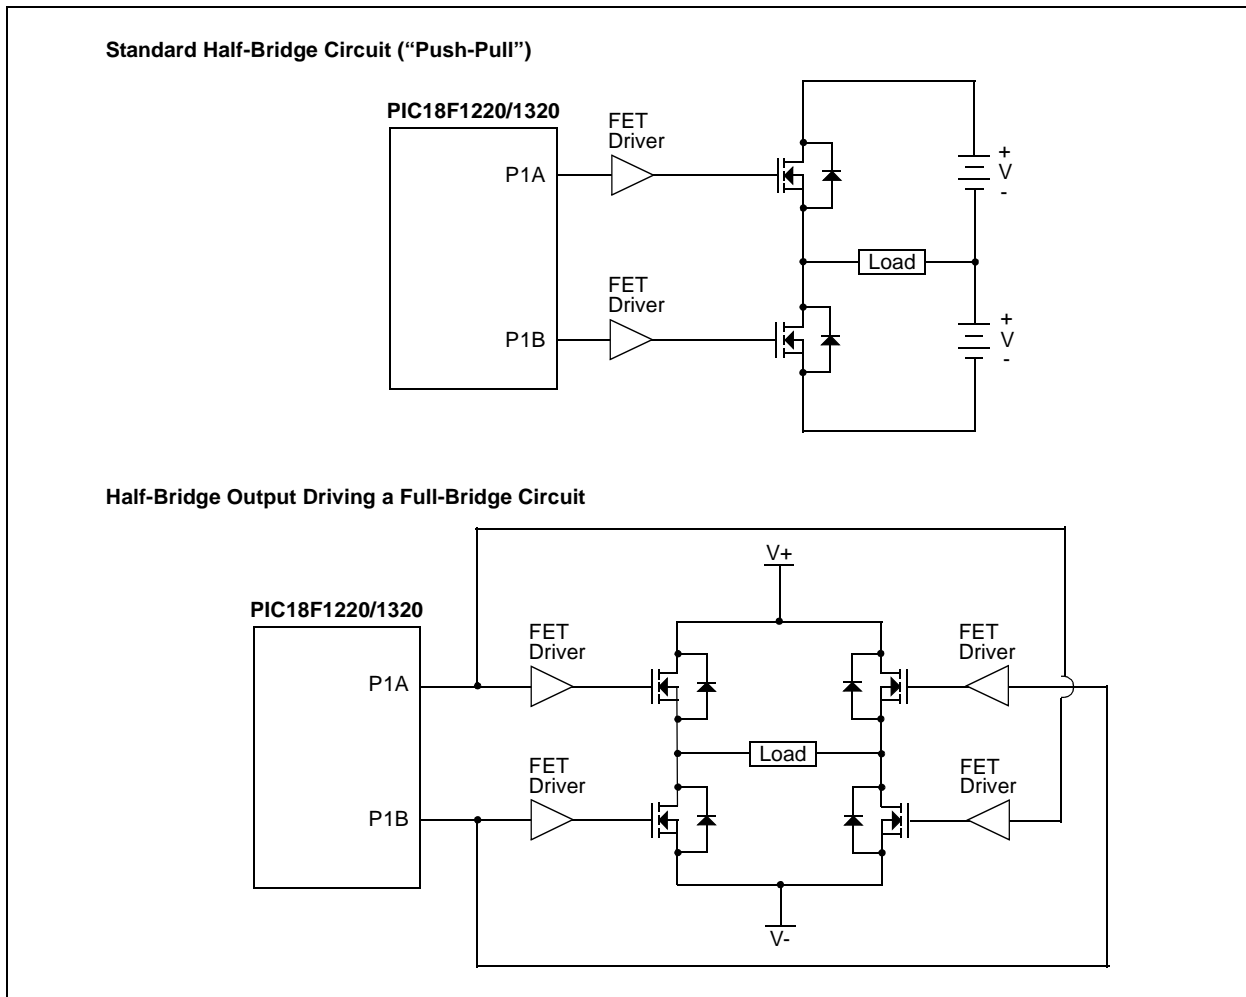 Standard Half-Bridge Circuit (“Push-Pull”)
PIC18F1220/1320
FET
Driver
P1A
+
V
-
Load
FET
Driver
P1B
+
V
-
Half-Bridge Output Driving a Full-Bridge Circuit
V+
PIC18F1220/1320
FET
Driver
FET
Driver
P1A
Load
FET
Driver
FET
Driver
P1B
V-